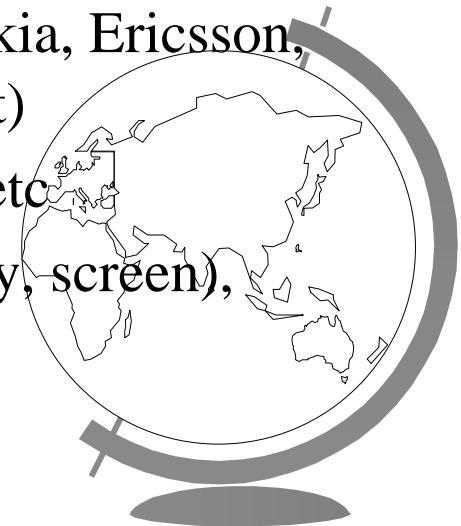 kia, Ericsson,
t)
etc
y, screen),